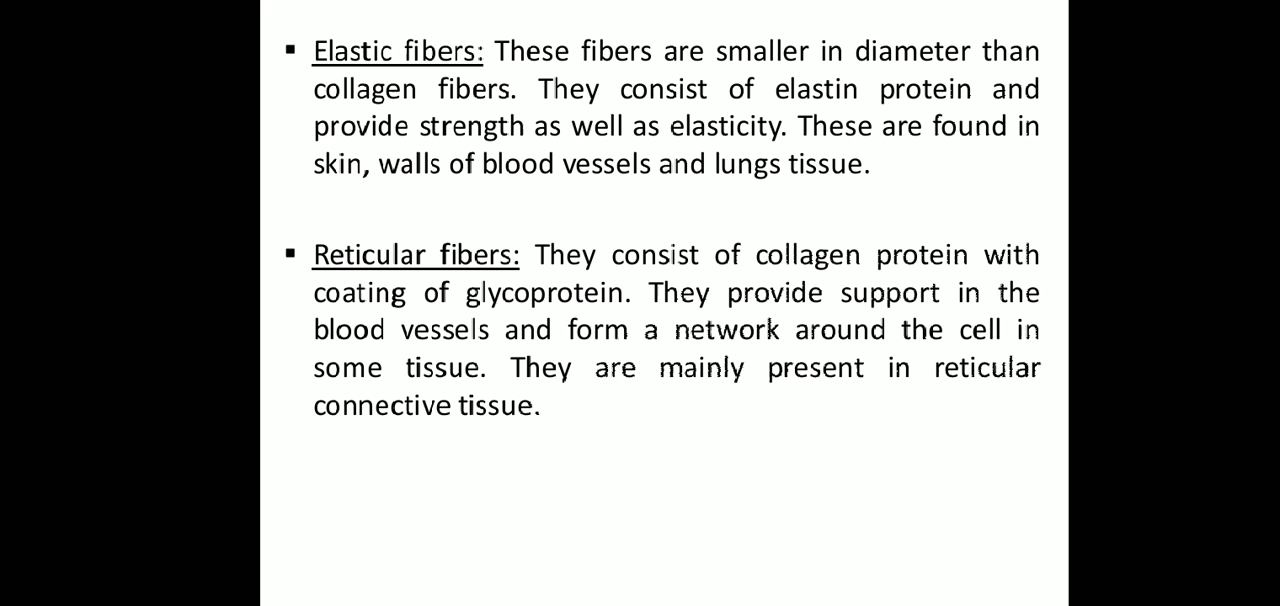 ▪ Elastic fibers: These fibers are smaller in diameter than
collagen fibers. They consist of elastin protein and
provide strength as well as elasticity. These are found in
skin, walls of blood vessels and lungs tissue.
▪ Reticular fibers: They consist of collagen protein with
coating of glycoprotein. They provide support in the
blood vessels and form a network around the cell in
some tissue. They are mainly present in reticular
connective tissue.